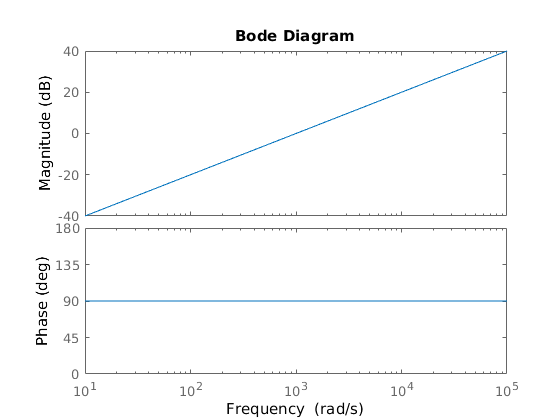 Bode Diagram
40
20
0
-20
-40
Magnitude (dB)
180
135
90
45
0
Phase (deg)
10^1 10^2 10^3 10^4 10^5
Frequency (rad/s)